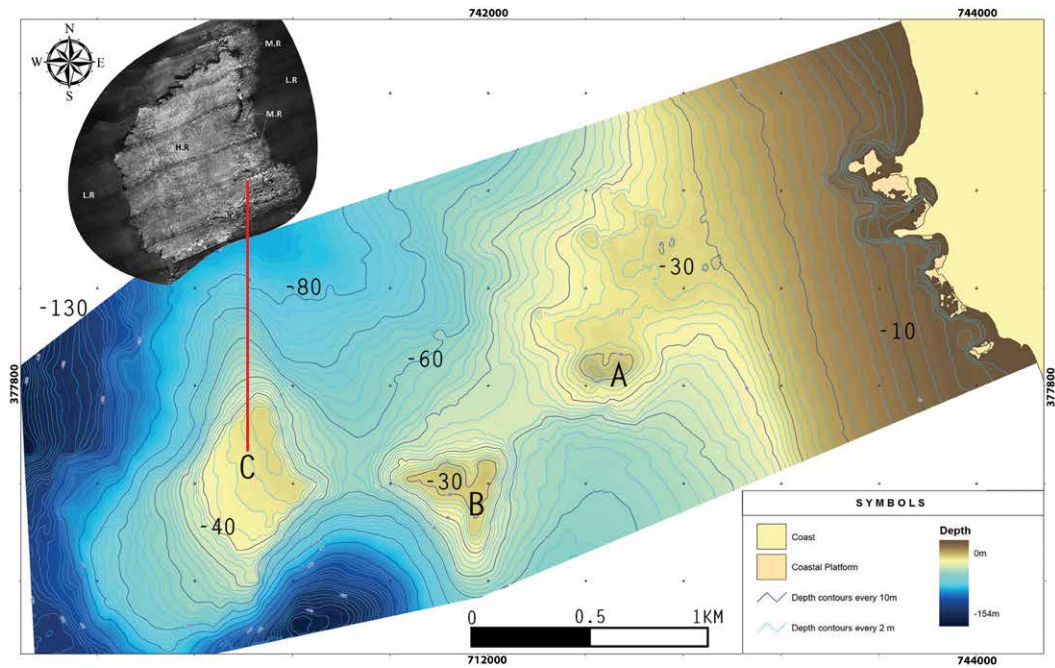 742000
744000
N
W E
S
M.R
L.R
M.R
H.R
L.R
-130
-80
-60
-30
-10
A
377800
377800
C
-30
B
-40
SYMBOLS
Coast
Coastal Platform
Depth contours every 10m
Depth contours every 2 m
Depth
0m
-154m
0 0.5 1KM
712000
744000